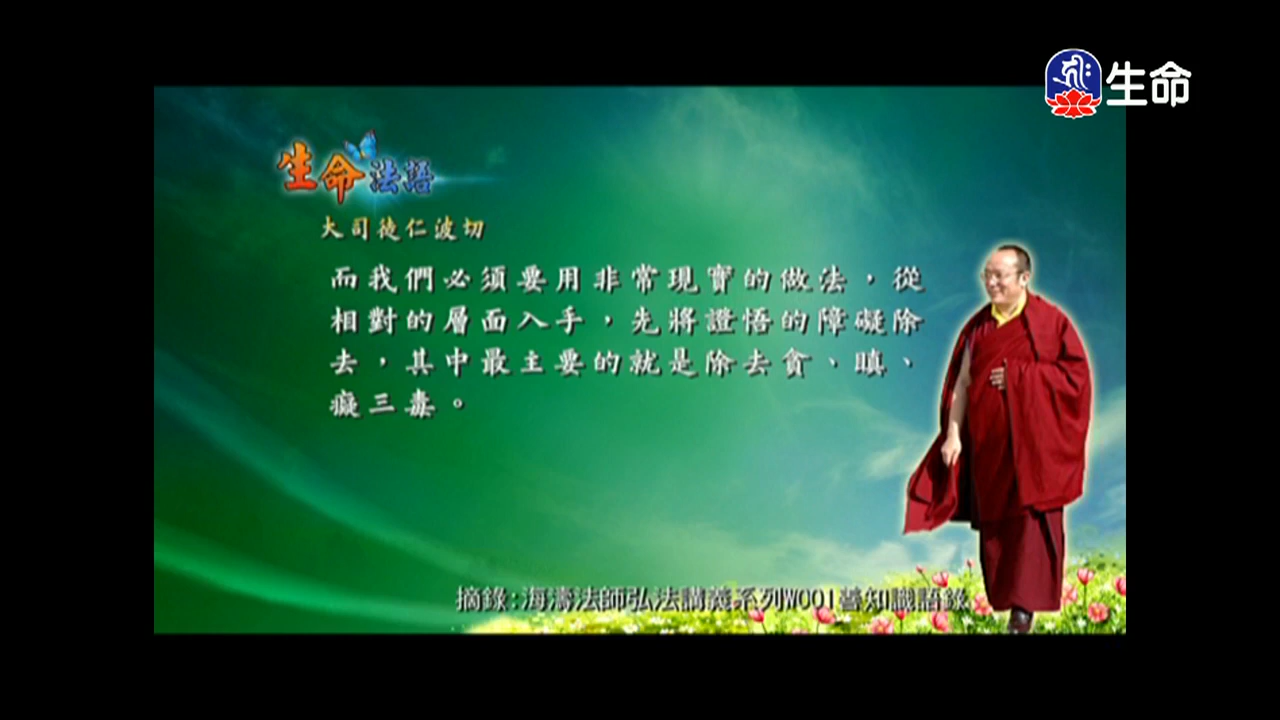 生命
生命法語
大司徒仁波切
而我們必須要用非常現實的做法，從
相對的層面入手，先將證悟的障礙除
去，其中最主要的就是除去貪、瞋、
癡三毒。
摘錄:海濤法師弘法講義系列W001善知識語錄